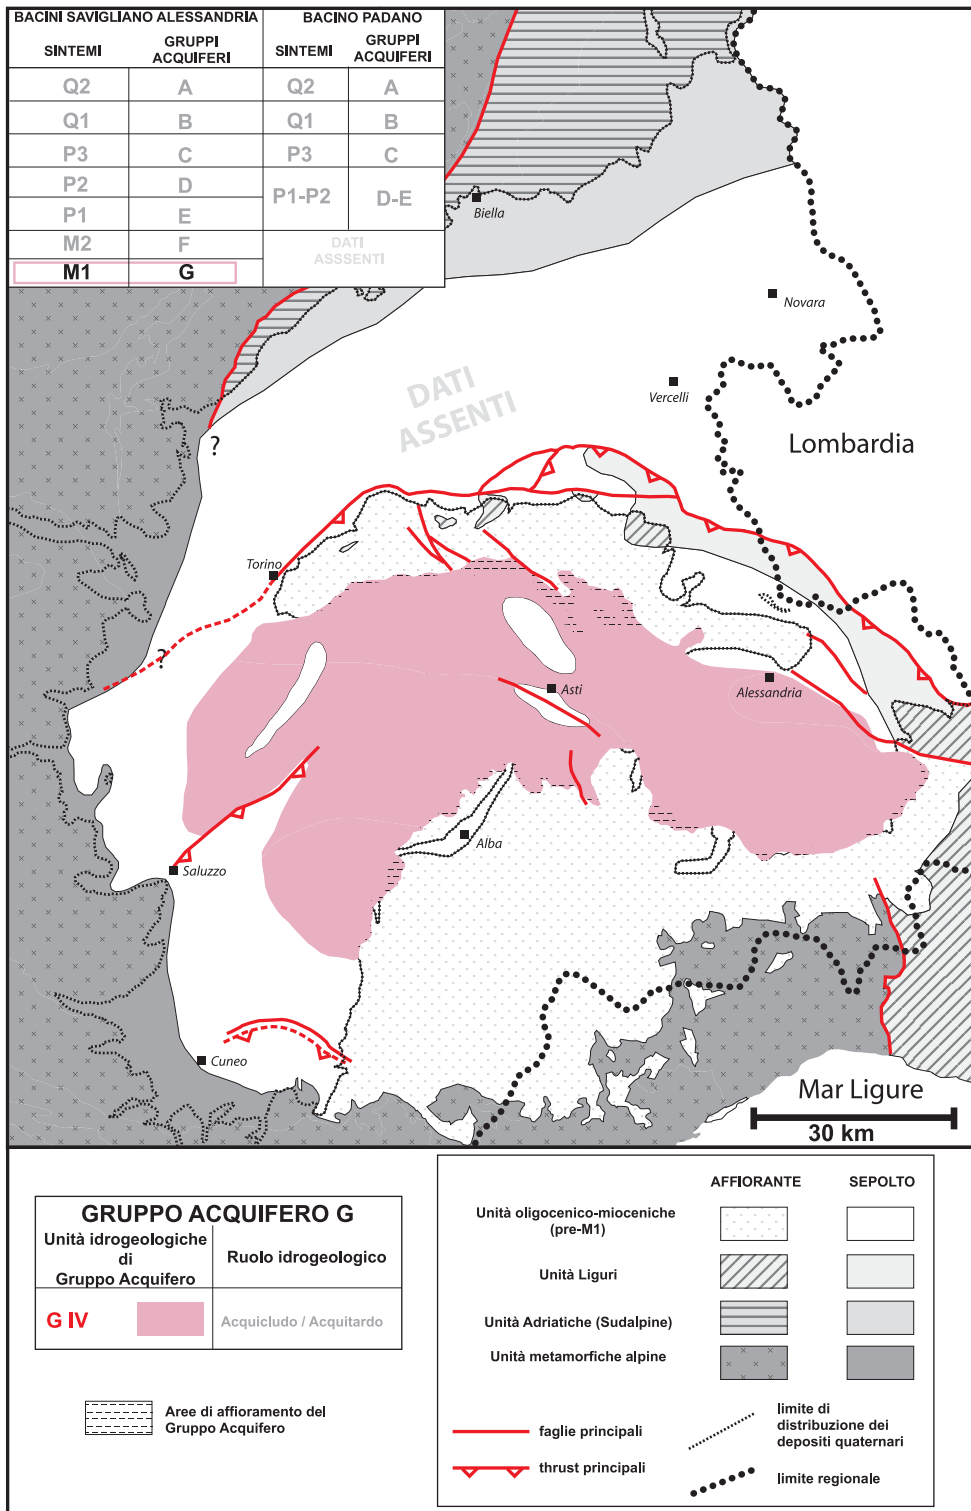 BACINI SAVIGLIANO ALESSANDRIA
BACINO PADANO
SINTEMI
GRUPPI
ACQUIFERI
SINTEMI
GRUPPI
ACQUIFERI
Q2 A Q2 A
Q1 B Q1 B
P3 C P3 C
P2 D
P1-P2 D-E
P1 E
M2 F
DATI
ASSSENTI
M1 G
Biella
Novara
Vercelli
DATI
ASSENTI
Lombardia
?
Torino
?
Asti
Alessandria
Alba
Saluzzo
Cuneo
Mar Ligure
30 km
GRUPPO ACQUIFERO G
Unità idrogeologiche
di
Gruppo Acquifero
Ruolo idrogeologico
G IV
Acquicludo / Acquitardo
Aree di affioramento del
Gruppo Acquifero
AFFIORANTE SEPOLTO
Unità oligocenico-mioceniche
(pre-M1)
Unità Liguri
Unità Adriatiche (Sudalpine)
Unità metamorfiche alpine
faglie principali
thrust principali
limite di
distribuzione dei
depositi quaternari
limite regionale